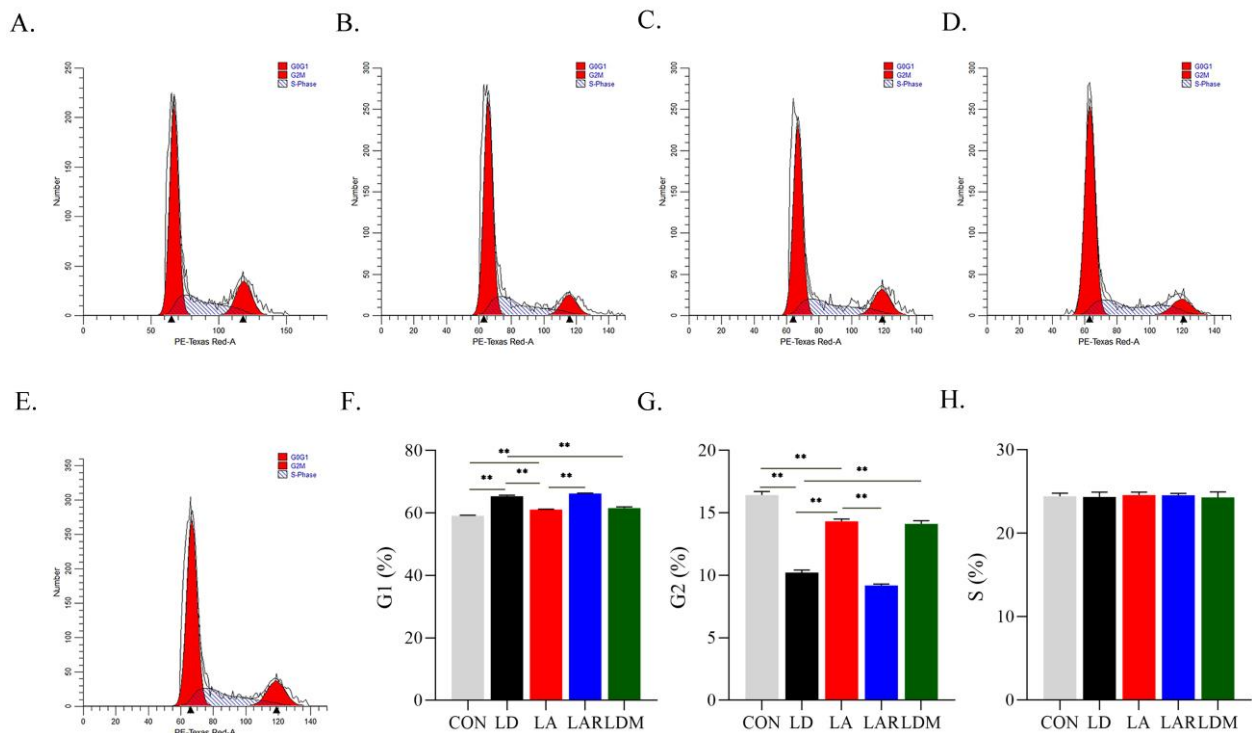 A.
B.
C.
D.
250
200
150
100
50
0
Number
G0G1
G2M
S-Phase
0 50 100 150
PE-Texas Red-A
300
250
200
150
100
50
0
Number
G0G1
G2M
S-Phase
0 20 40 60 80 100 120 140
PE-Texas Red-A
300
250
200
150
100
50
0
Number
G0G1
G2M
S-Phase
0 20 40 60 80 100 120 140
PE-Texas Red-A
300
250
200
150
100
50
0
Number
G0G1
G2M
S-Phase
0 20 40 60 80 100 120 140
PE-Texas Red-A
E.
F.
G.
H.
350
300
250
200
150
100
50
0
Number
G0G1
G2M
S-Phase
0 20 40 60 80 100 120 140
PE-Texas Red-A
80
60
40
20
0
G1 (%)
**
**
**
**
**
CON LD LA LAR LDM
20
15
10
5
0
G2 (%)
**
**
**
**
**
CON LD LA LAR LDM
30
20
10
0
S (%)
CON LD LA LAR LDM